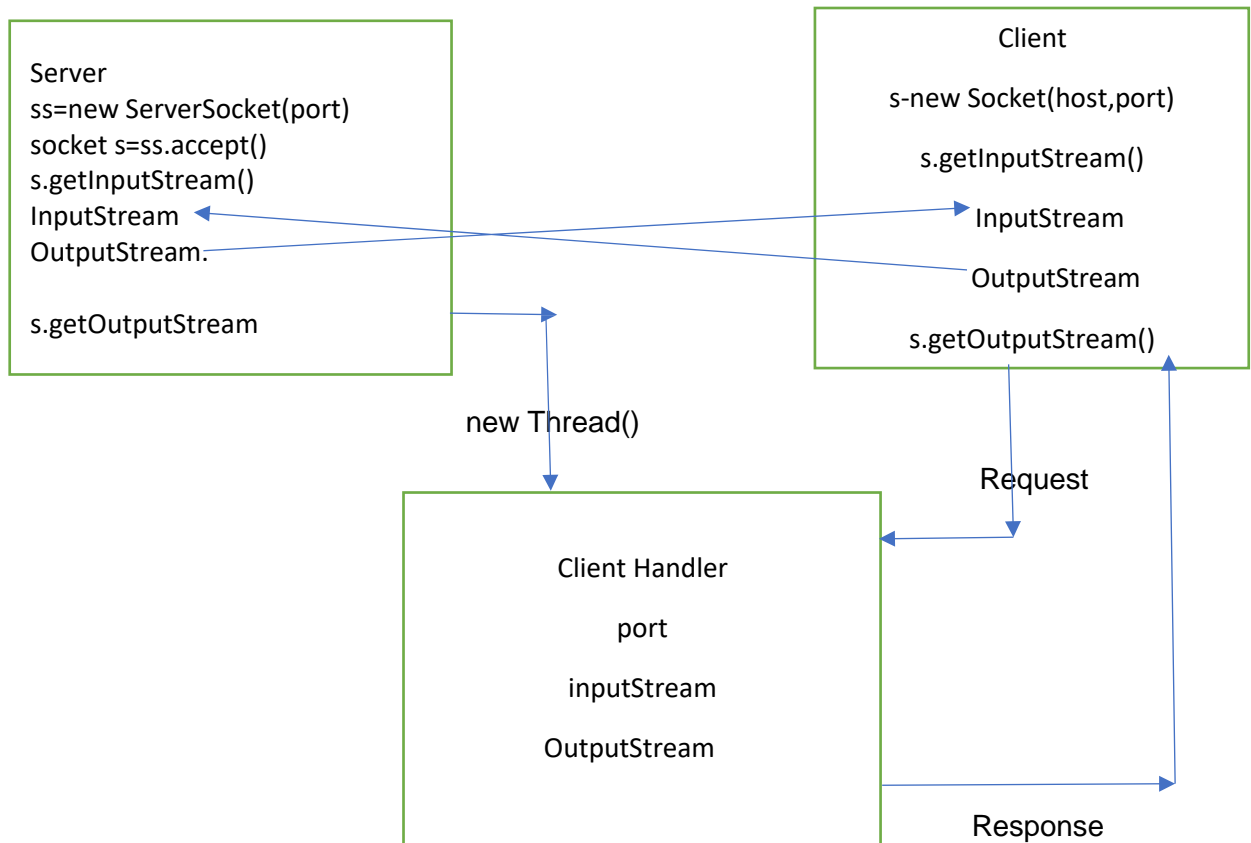 Server
ss=new ServerSocket(port)
socket s=ss.accept()
s.getInputStream()
InputStream
OutputStream.
s.getOutputStream
Client
s-new Socket(host,port)
s.getInputStream()
InputStream
OutputStream
s.getOutputStream()
new Thread()
Request
Client Handler
port
inputStream
OutputStream
Response